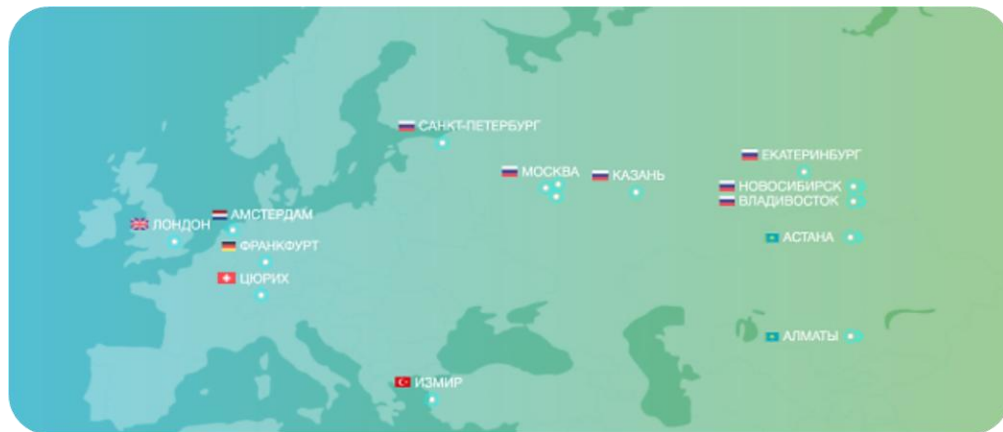 САНКТ-ПЕТЕРБУРГ
ЕКАТЕРИНБУРГ
МОСКВА
КАЗАНЬ
НОВОСИБИРСК
ВЛАДИВОСТОК
АМСТЕРДАМ
ЛОНДОН
АСТАНА
ФРАНКФУРТ
ЦЮРИХ
АЛМАТЫ
ИЗМИР